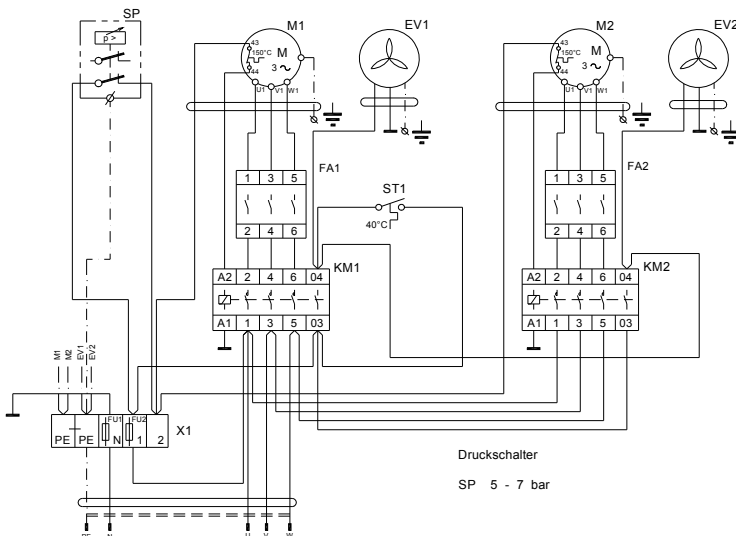 SP
p >
M1
EV1
M2
EV2
43
150°C
M
3
44
U1 V1 W1
43
150°C
M
3
44
U1 V1 W1
FA1
1 3 5
2 4 6
ST1
40°C
FA2
1 3 5
2 4 6
KM1
A2 2 4 6 04
A1 1 3 5 03
KM2
A2 2 4 6 04
A1 1 3 5 03
M1
M2
EV1
EV2
FU1
FU2
PE PE N 1 2
X1
Druckschalter
SP 5 - 7 bar
PE N U V W